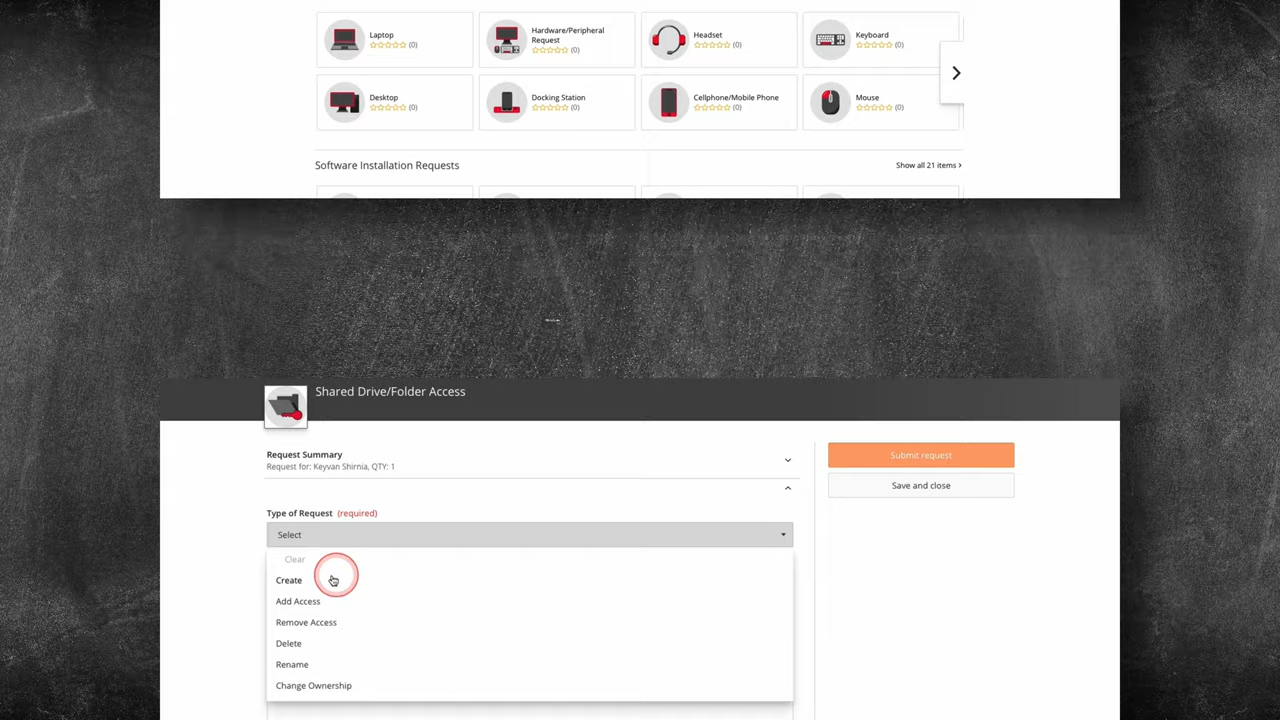 Laptop
(0)
Hardware/Peripheral
Request
(0)
Headset
(0)
Keyboard
(0)
Desktop
(0)
Docking Station
(0)
Cellphone/Mobile Phone
(0)
Mouse
(0)
Software Installation Requests
Show all 21 items >
Shared Drive/Folder Access
Request Summary
Request for: Keyvan Shirnia, QTY: 1
Submit request
Save and close
Type of Request (required)
Select
Clear
Create
Add Access
Remove Access
Delete
Rename
Change Ownership